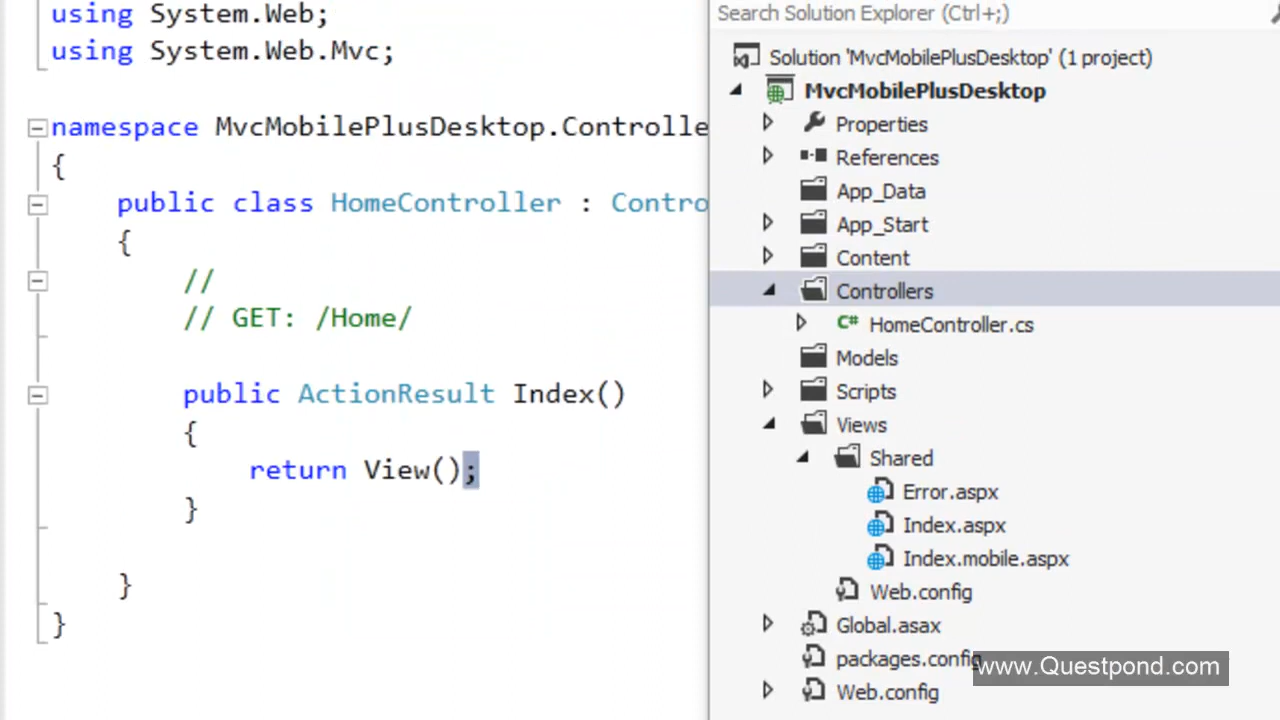 using System.Web;
using System.Web.Mvc;
namespace MvcMobilePlusDesktop.Controlle
{
public class HomeController : Contro
{
//
// GET: /Home/
public ActionResult Index()
{
return View();
}
}
}
Search Solution Explorer (Ctrl+;)
Solution 'MvcMobilePlusDesktop' (1 project)
MvcMobilePlusDesktop
Properties
References
App_Data
App_Start
Content
Controllers
C# HomeController.cs
Models
Scripts
Views
Shared
Error.aspx
Index.aspx
Index.mobile.aspx
Web.config
Global.asax
packages.config
Web.config
www.Questpond.com